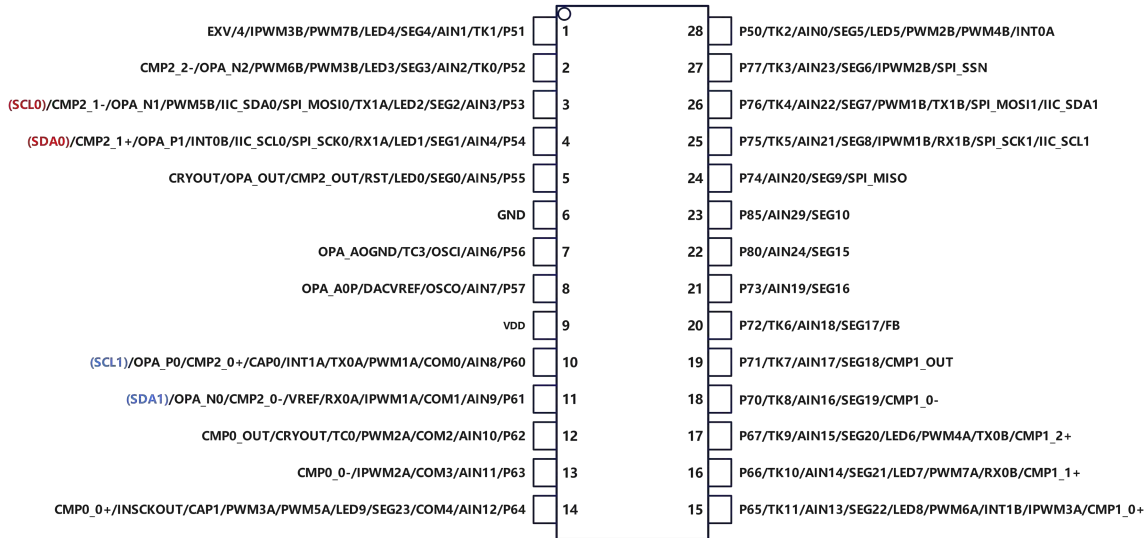 EXV/4/IPWM3B/PWM7B/LED4/SEG4/AIN1/TK1/P51 1 28 P50/TK2/AIN0/SEG5/LED5/PWM2B/PWM4B/INT0A
CMP2_2-/OPA_N2/PWM6B/PWM3B/LED3/SEG3/AIN2/TK0/P52 2 27 P77/TK3/AIN23/SEG6/IPWM2B/SPI_SSN
(SCL0)/CMP2_1-/OPA_N1/PWM5B/IIC_SDA0/SPI_MOSI0/TX1A/LED2/SEG2/AIN3/P53 3 26 P76/TK4/AIN22/SEG7/PWM1B/TX1B/SPI_MOSI1/IIC_SDA1
(SDA0)/CMP2_1+/OPA_P1/INT0B/IIC_SCL0/SPI_SCK0/RX1A/LED1/SEG1/AIN4/P54 4 25 P75/TK5/AIN21/SEG8/IPWM1B/RX1B/SPI_SCK1/IIC_SCL1
CRYOUT/OPA_OUT/CMP2_OUT/RST/LED0/SEG0/AIN5/P55 5 24 P74/AIN20/SEG9/SPI_MISO
GND 6 23 P85/AIN29/SEG10
OPA_AOGND/TC3/OSCI/AIN6/P56 7 22 P80/AIN24/SEG15
OPA_A0P/DACVREF/OSCO/AIN7/P57 8 21 P73/AIN19/SEG16
VDD 9 20 P72/TK6/AIN18/SEG17/FB
(SCL1)/OPA_P0/CMP2_0+/CAP0/INT1A/TX0A/PWM1A/COM0/AIN8/P60 10 19 P71/TK7/AIN17/SEG18/CMP1_OUT
(SDA1)/OPA_N0/CMP2_0-/VREF/RX0A/IPWM1A/COM1/AIN9/P61 11 18 P70/TK8/AIN16/SEG19/CMP1_0-
CMP0_OUT/CRYOUT/TC0/PWM2A/COM2/AIN10/P62 12 17 P67/TK9/AIN15/SEG20/LED6/PWM4A/TX0B/CMP1_2+
CMP0_0-/IPWM2A/COM3/AIN11/P63 13 16 P66/TK10/AIN14/SEG21/LED7/PWM7A/RX0B/CMP1_1+
CMP0_0+/INSCKOUT/CAP1/PWM3A/PWM5A/LED9/SEG23/COM4/AIN12/P64 14 15 P65/TK11/AIN13/SEG22/LED8/PWM6A/INT1B/IPWM3A/CMP1_0+